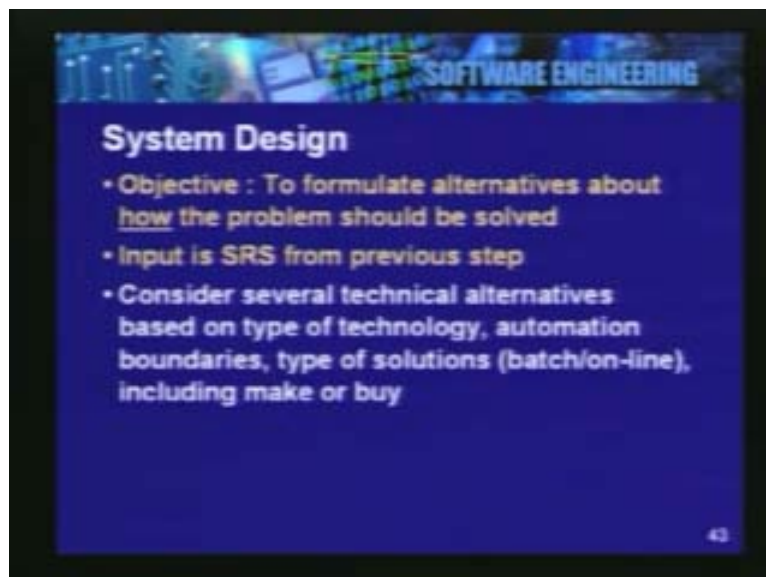 SOFTWARE ENGINEERING
System Design
• Objective : To formulate alternatives about
how the problem should be solved
• Input is SRS from previous step
• Consider several technical alternatives
based on type of technology, automation
boundaries, type of solutions (batch/on-line),
including make or buy
43